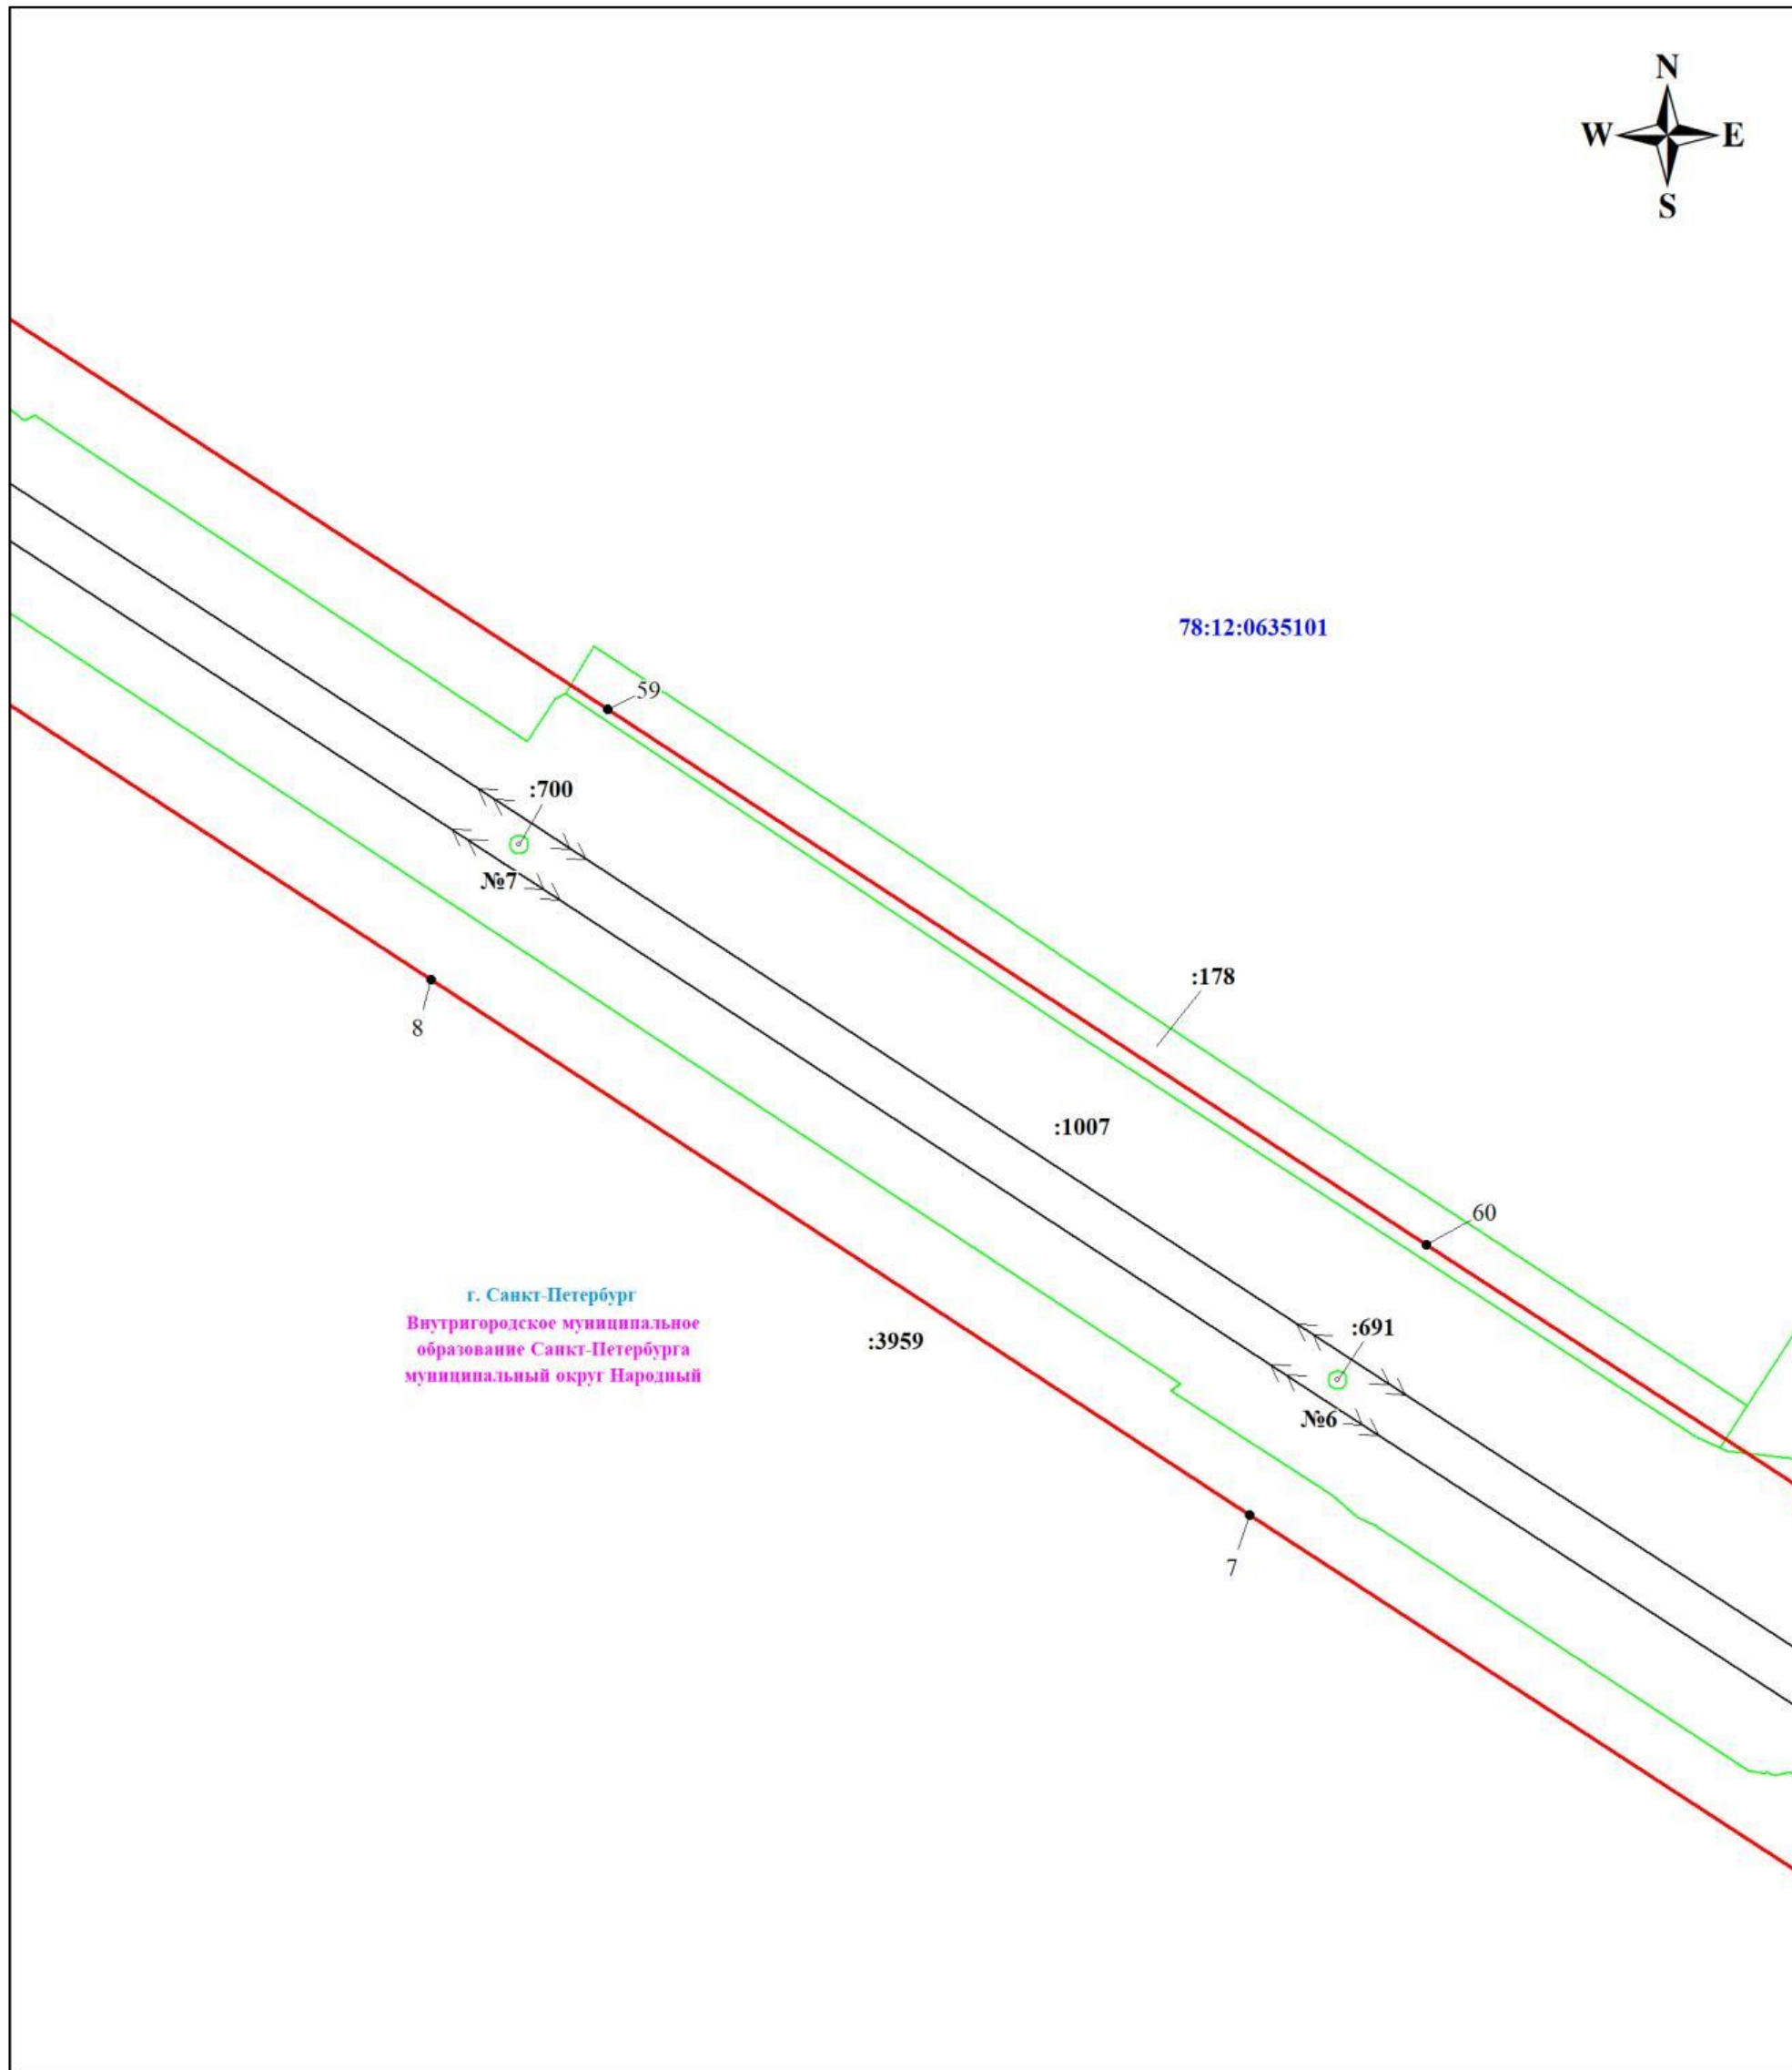 N
W E
S
78:12:0635101
59
:700
№7
:178
8
:1007
60
г. Санкт-Петербург
Внутригородское муниципальное
образование Санкт-Петербурга
муниципальный округ Народный
:3959
:691
№6
7